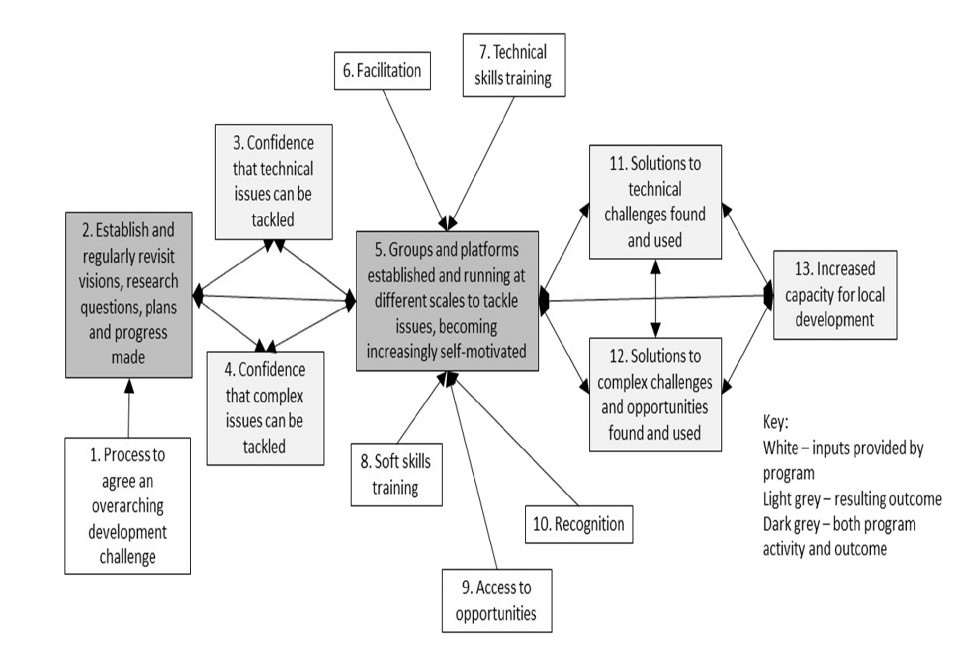 6. Facilitation
7. Technical
skills training
3. Confidence
that technical
issues can be
tackled
2. Establish and
regularly revisit
visions, research
questions, plans
and progress
made
4. Confidence
that complex
issues can be
tackled
1. Process to
agree an
overarching
development
challenge
5. Groups and platforms
established and running at
different scales to tackle
issues, becoming
increasingly self-motivated
8. Soft skills
training
10. Recognition
9. Access to
opportunities
11. Solutions to
technical
challenges found
and used
12. Solutions to
complex challenges
and opportunities
found and used
13. Increased
capacity for local
development
Key:
White – inputs provided by
program
Light grey – resulting outcome
Dark grey – both program
activity and outcome